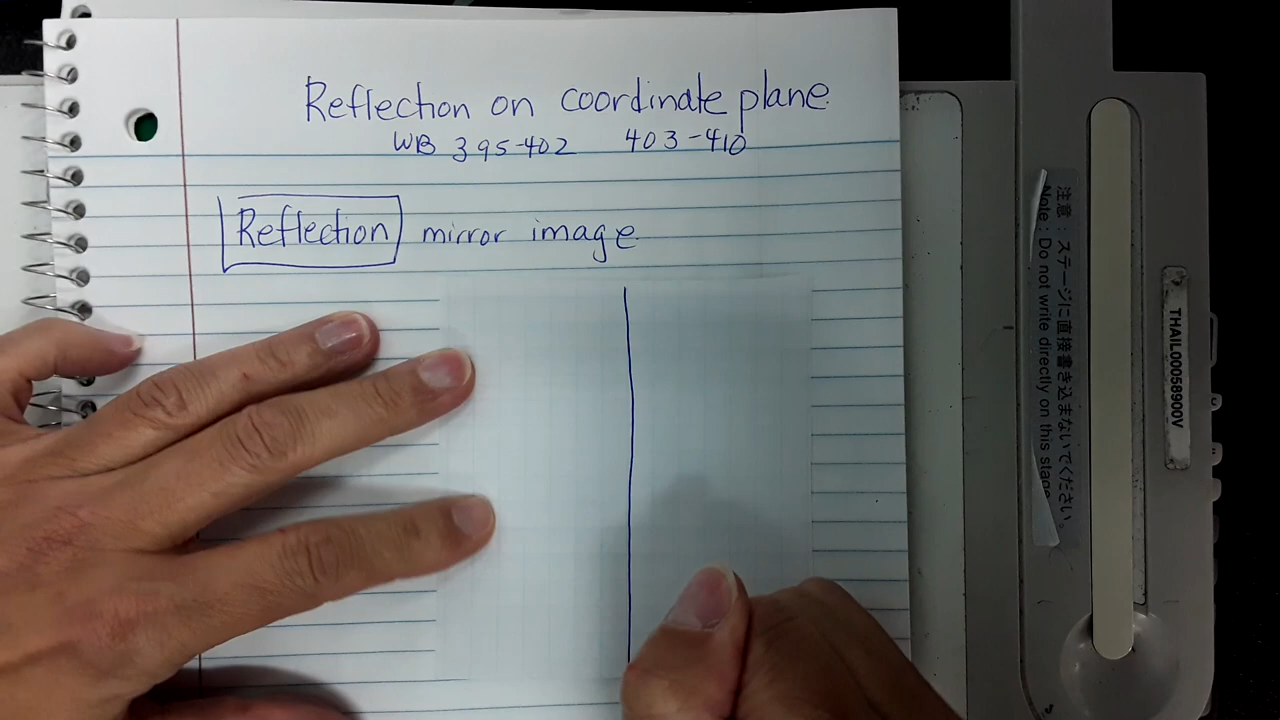 Reflection on coordinate plane
WB 395-402 403-410
Reflection mirror image
注意:ステージに直接書き込まないでください。
Note: Do not write directly on this stage
THAIL00058900V